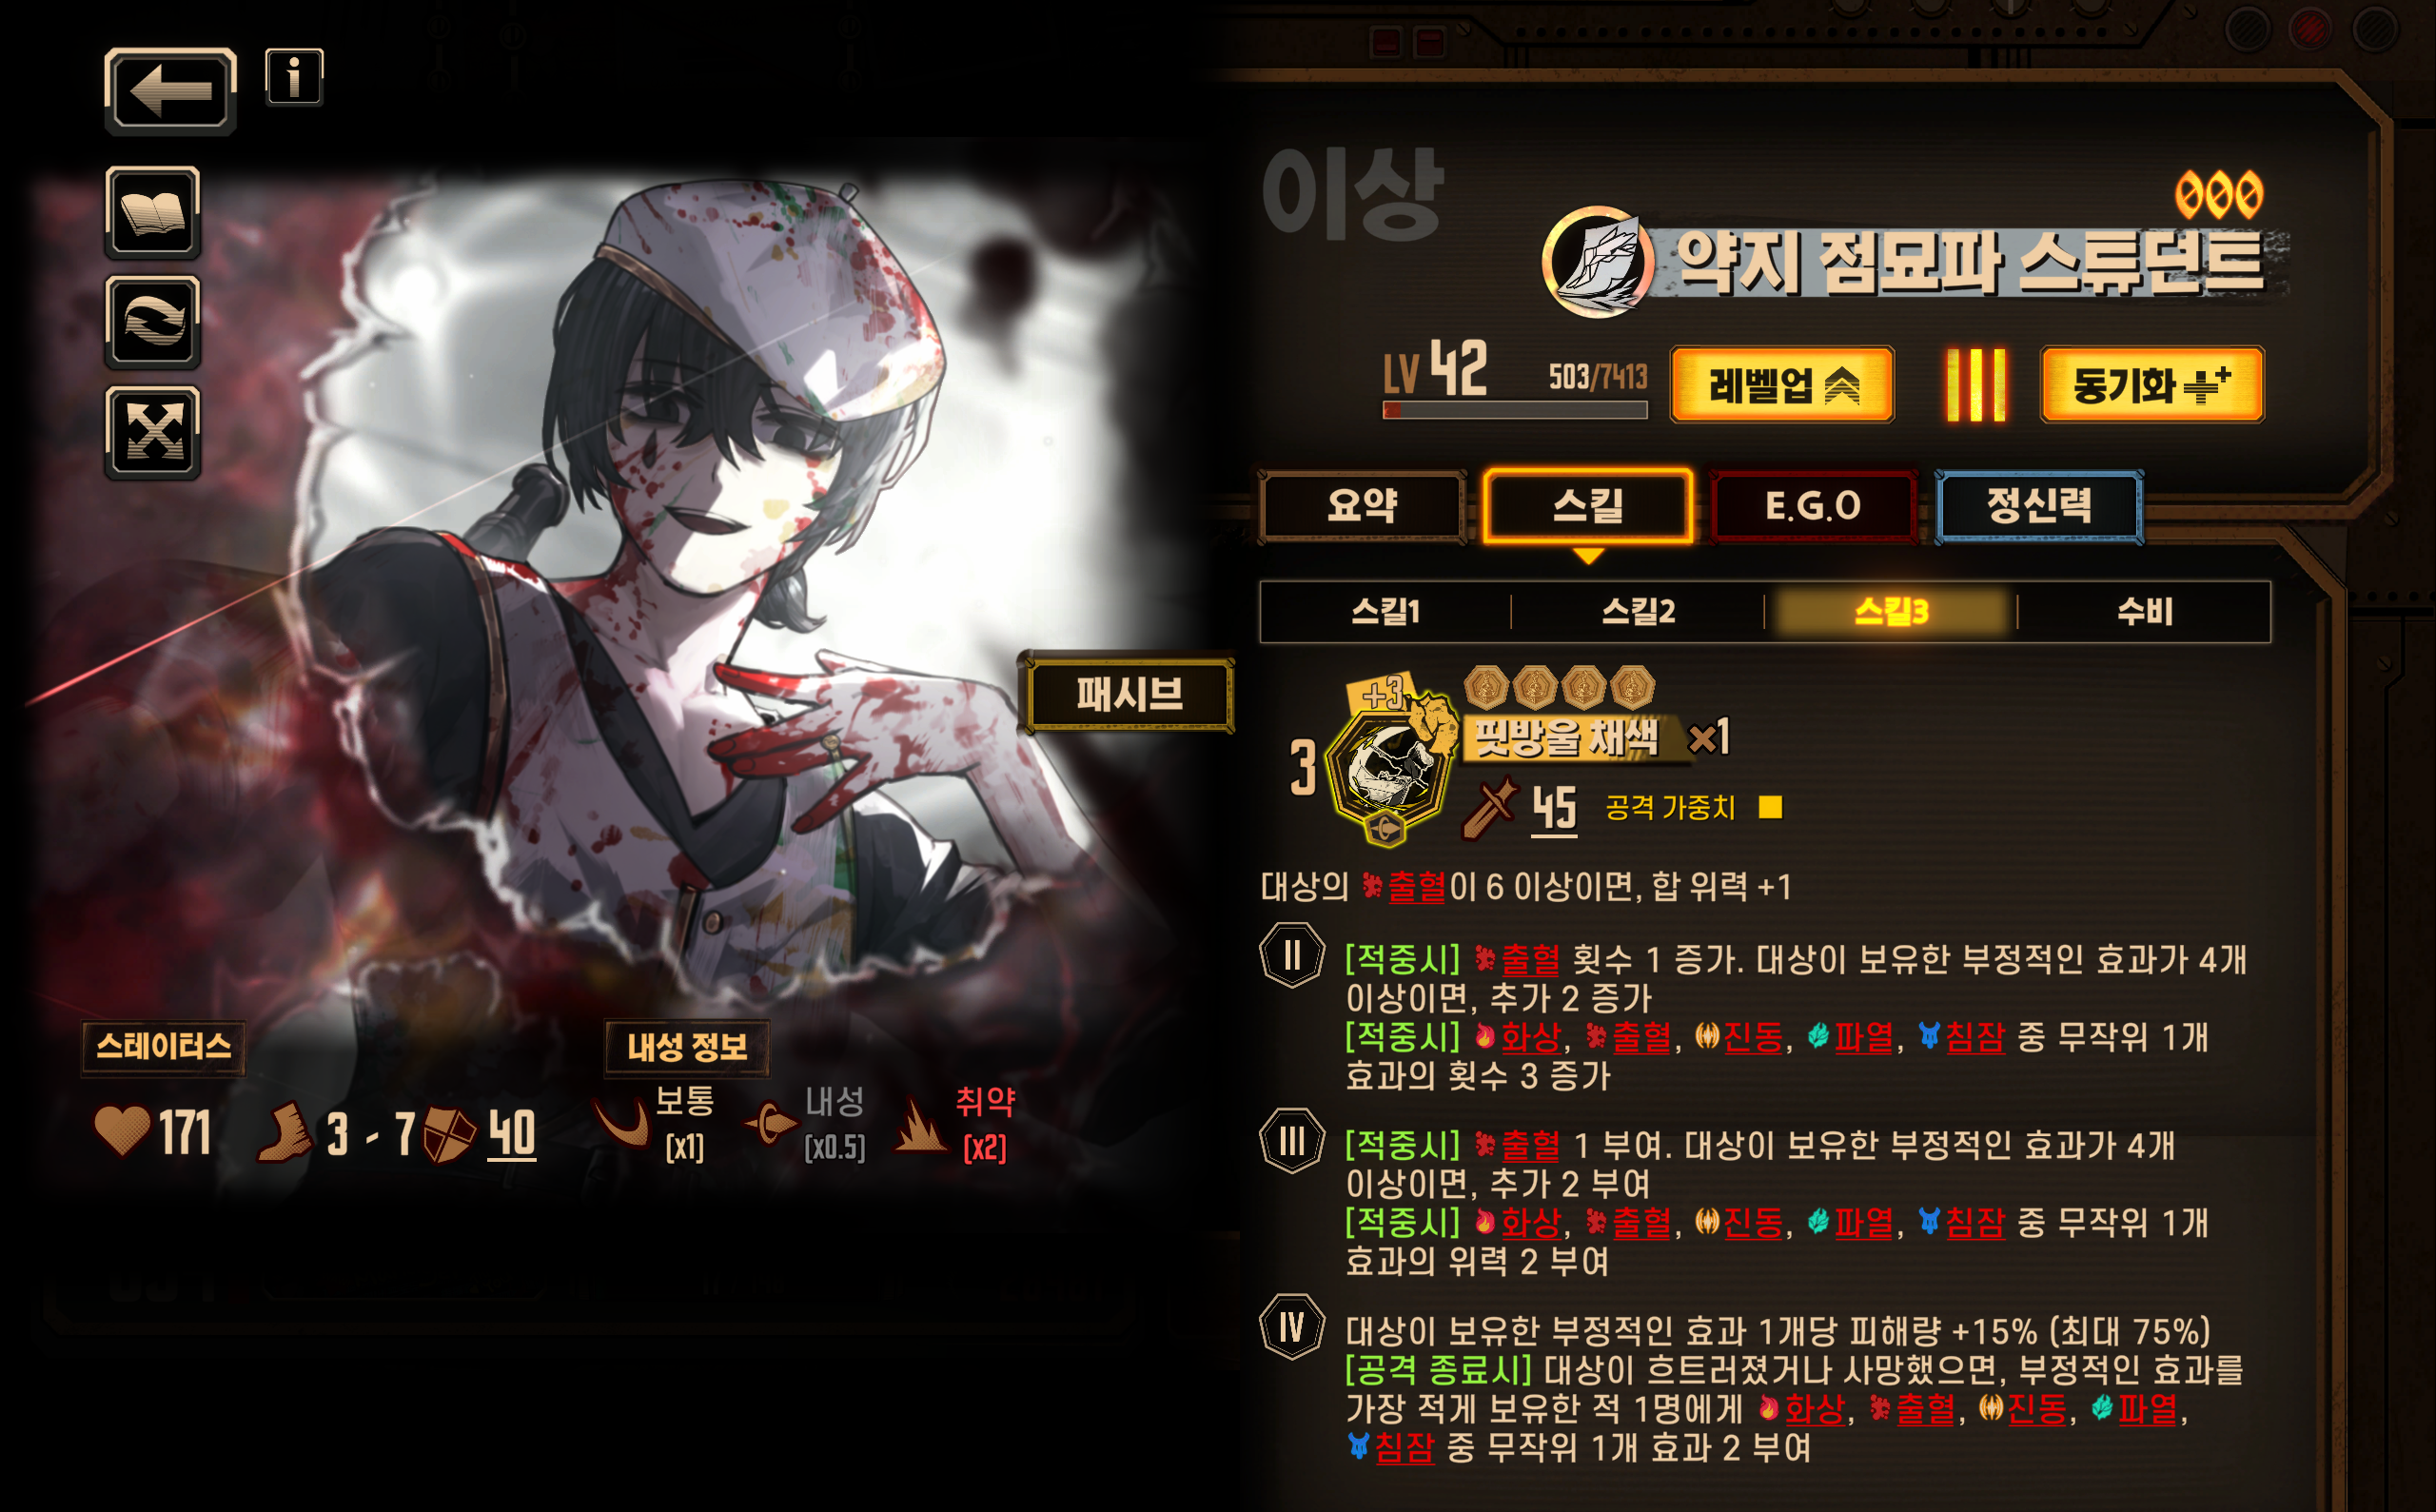 이상
약지 점묘파 스튜던트
LV 42
503/7413
레벨업
동기화
요약
스킬
E.G.O
정신력
스킬1
스킬2
스킬3
수비
패시브
+3
3
핏방울 채색 ×1
45
공격 가중치
대상의 출혈이 6 이상이면, 합 위력 +1
II
[적중시] 출혈 횟수 1 증가. 대상이 보유한 부정적인 효과가 4개
이상이면, 추가 2 증가
[적중시] 화상, 출혈, 진동, 파열, 침잠 중 무작위 1개
효과의 횟수 3 증가
III
[적중시] 출혈 1 부여. 대상이 보유한 부정적인 효과가 4개
이상이면, 추가 2 부여
[적중시] 화상, 출혈, 진동, 파열, 침잠 중 무작위 1개
효과의 위력 2 부여
IV
대상이 보유한 부정적인 효과 1개당 피해량 +15% (최대 75%)
[공격 종료시] 대상이 흐트러졌거나 사망했으면, 부정적인 효과를
가장 적게 보유한 적 1명에게 화상, 출혈, 진동, 파열,
침잠 중 무작위 1개 효과 2 부여
스테이터스
171
3 - 7
40
내성 정보
보통
(x1)
내성
(x0.5)
취약
(x2)